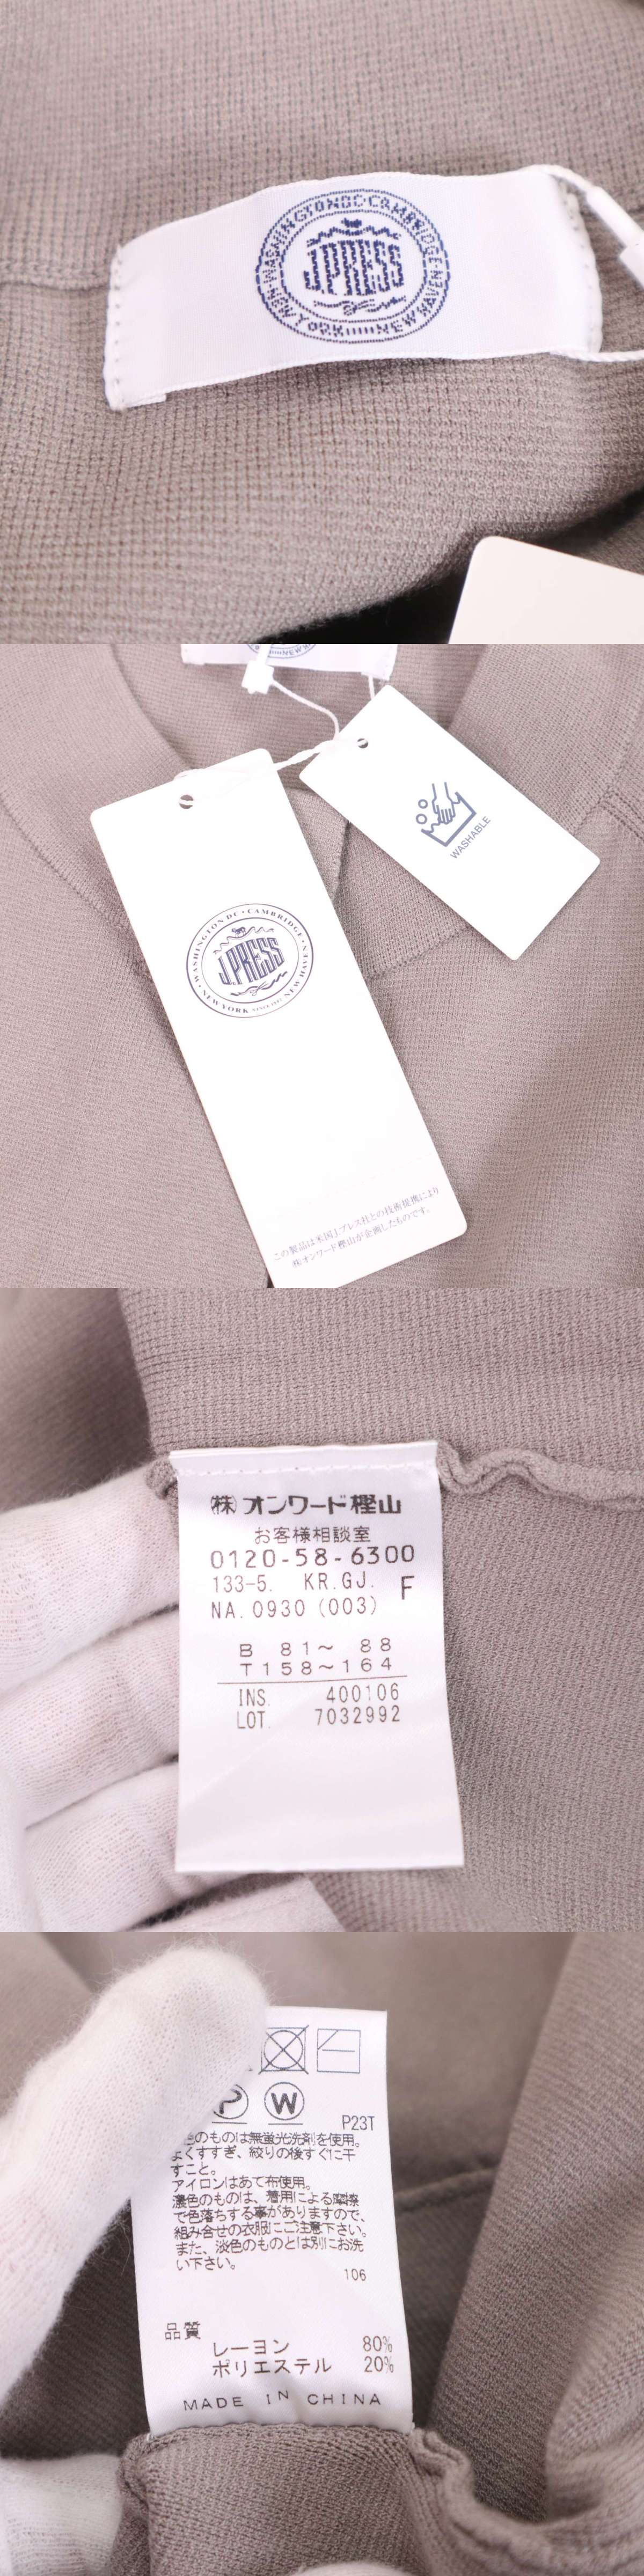 WASHINGTON DC · CAMBRIDGE
J.PRESS
NEW YORK NEW HAVEN
WASHABLE
WASHINGTON DC · CAMBRIDGE ·
J.PRESS
NEW YORK NEW HAVEN
この製品は米国J.プレス社との技術提携により
㈱オンワード樫山が企画したものです。
㈱オンワード樫山
お客様相談室
0120-58-6300
133-5. KR.GJ. F
NA.0930 (003)
B 81～ 88
T158～164
INS. 400106
LOT. 7032992
P W
P23T
色のものは無蛍光洗剤を使用。
よくすすぎ、絞りの後すぐに干
すこと。
アイロンはあて布使用。
濃色のものは、着用による摩擦
で色落ちする事がありますので、
組み合せの衣服にご注意下さい。
また、淡色のものとは別にお洗
い下さい。
106
品質
レーヨン 80%
ポリエステル 20%
MADE IN CHINA